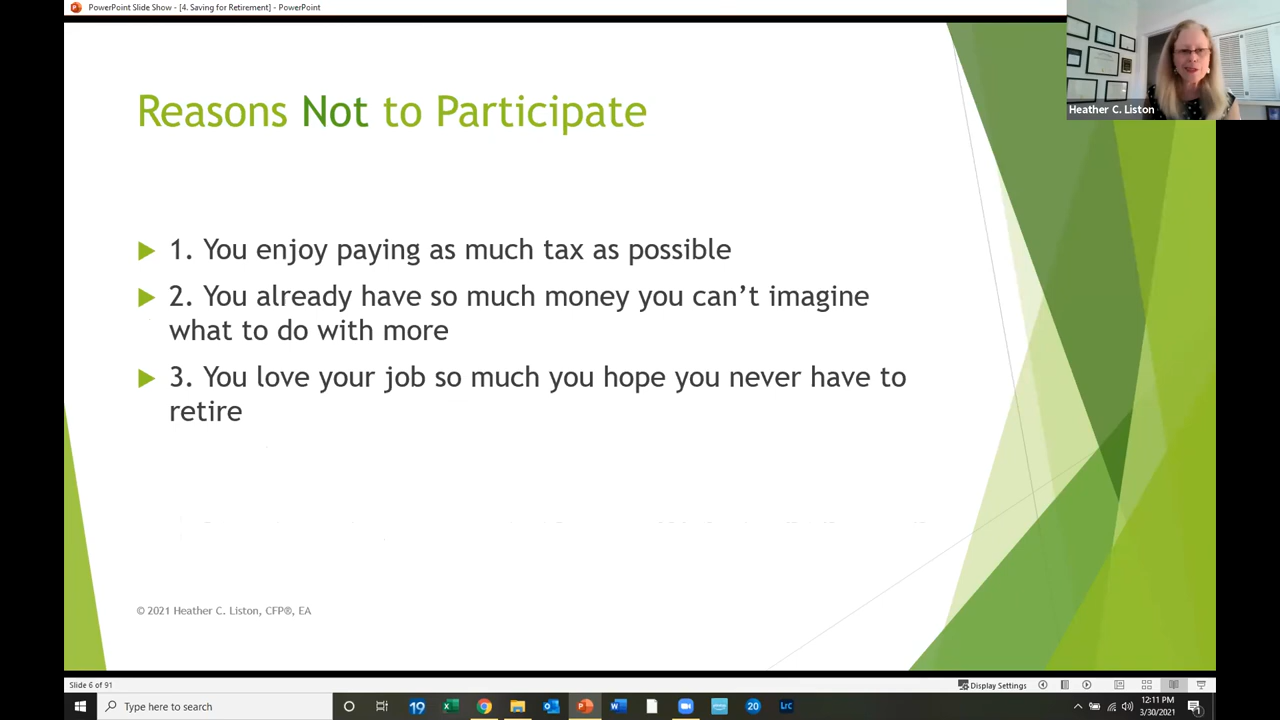 PowerPoint Slide Show - [4. Saving for Retirement] - PowerPoint
Heather C. Liston
Reasons Not to Participate
1. You enjoy paying as much tax as possible
2. You already have so much money you can’t imagine
what to do with more
3. You love your job so much you hope you never have to
retire
© 2021 Heather C. Liston, CFP®, EA
Slide 6 of 91
Display Settings
Type here to search
19
20
Lrc
12:11 PM
3/30/2021